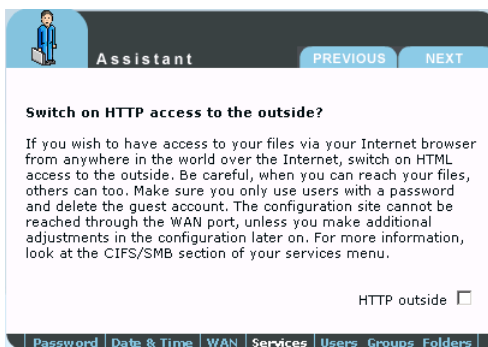 Assistant PREVIOUS NEXT
Switch on HTTP access to the outside?
If you wish to have access to your files via your Internet browser
from anywhere in the world over the Internet, switch on HTML
access to the outside. Be careful, when you can reach your files,
others can too. Make sure you only use users with a password
and delete the guest account. The configuration site cannot be
reached through the WAN port, unless you make additional
adjustments in the configuration later on. For more information,
look at the CIFS/SMB section of your services menu.
HTTP outside
Password Date & Time WAN Services Users Groups Folders